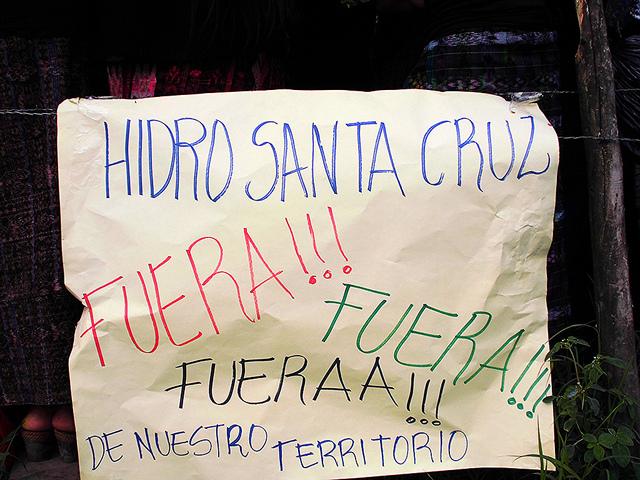 HIDRO SANTA CRUZ
FUERA!!!
FUERA!!!
FUERAA!!!
DE NUESTRO TERRITORIO